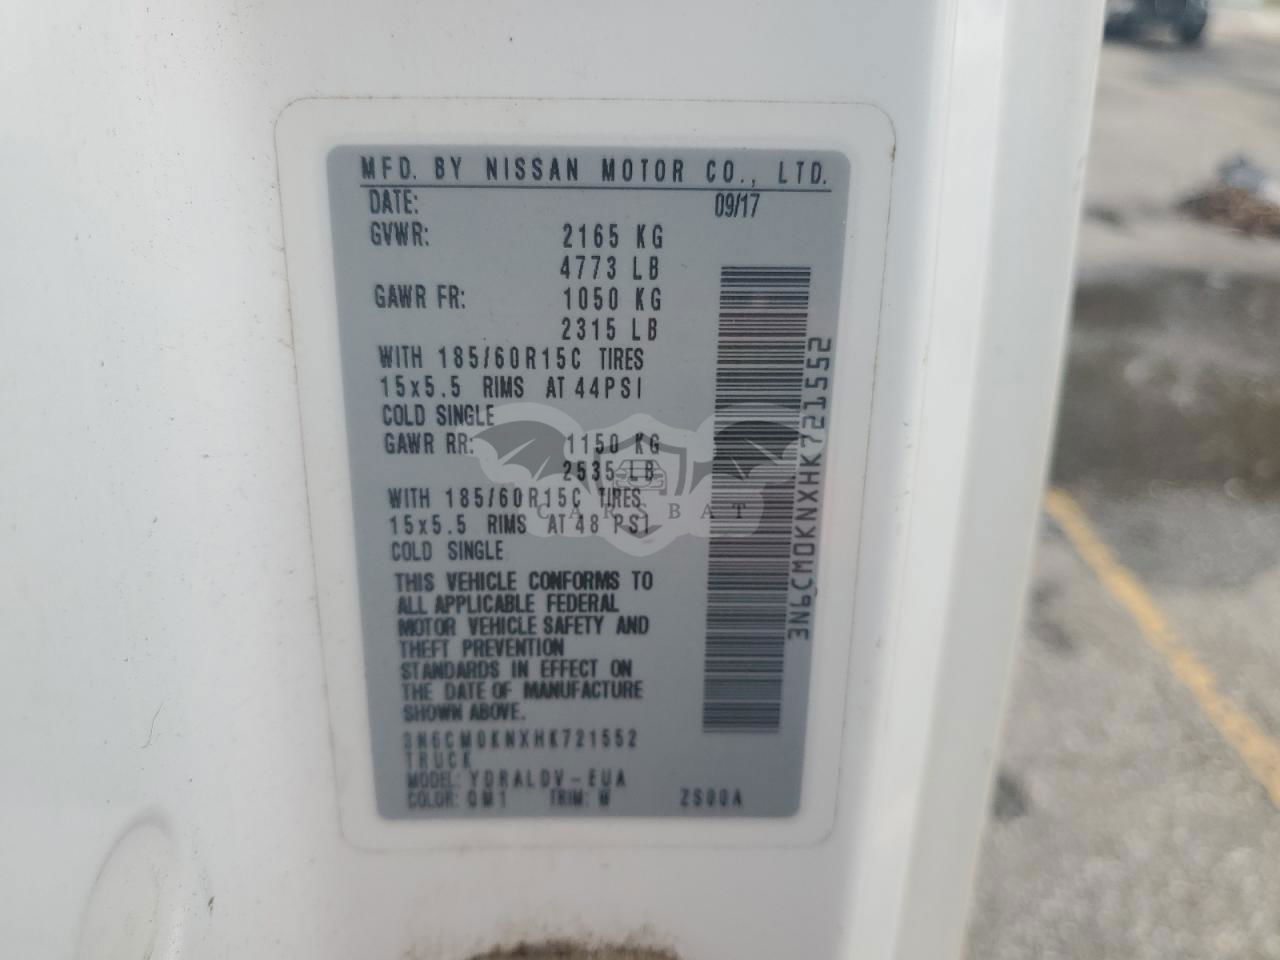 MFD. BY NISSAN MOTOR CO., LTD.
DATE: 09/17
GVWR: 2165 KG
4773 LB
GAWR FR: 1050 KG
2315 LB
WITH 185/60R15C TIRES
15x5.5 RIMS AT 44PSI
COLD SINGLE
GAWR RR: 1150 KG
2535 LB
WITH 185/60R15C TIRES
15x5.5 RIMS AT 48 PSI
COLD SINGLE
THIS VEHICLE CONFORMS TO
ALL APPLICABLE FEDERAL
MOTOR VEHICLE SAFETY AND
THEFT PREVENTION
STANDARDS IN EFFECT ON
THE DATE OF MANUFACTURE
SHOWN ABOVE.
3N6CM0KNXHK721552
TRUCK
MODEL: YDRALDV-EUA
COLOR: QM1 TRIM: W ZS00A
3N6CM0KNXHK721552
CARSBAT